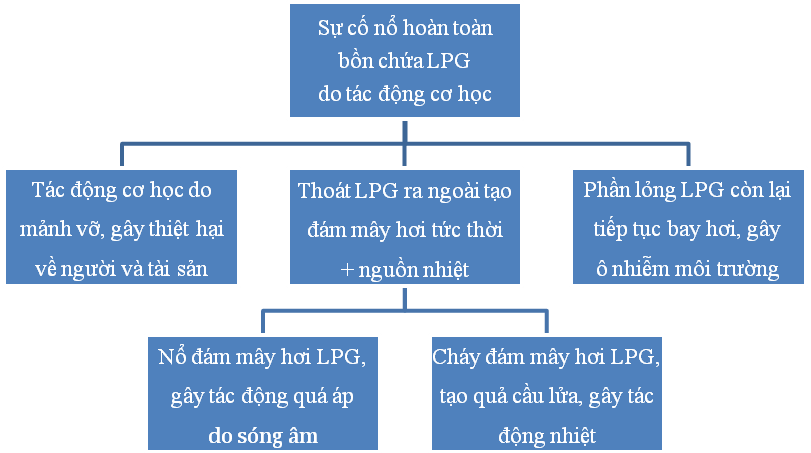 Sự cố nổ hoàn toàn
bồn chứa LPG
do tác động cơ học
Tác động cơ học do
mảnh vỡ, gây thiệt hại
về người và tài sản
Thoát LPG ra ngoài tạo
đám mây hơi tức thời
+ nguồn nhiệt
Phần lỏng LPG còn lại
tiếp tục bay hơi, gây
ô nhiễm môi trường
Nổ đám mây hơi LPG,
gây tác động quá áp
do sóng âm
Cháy đám mây hơi LPG,
tạo quả cầu lửa, gây tác
động nhiệt